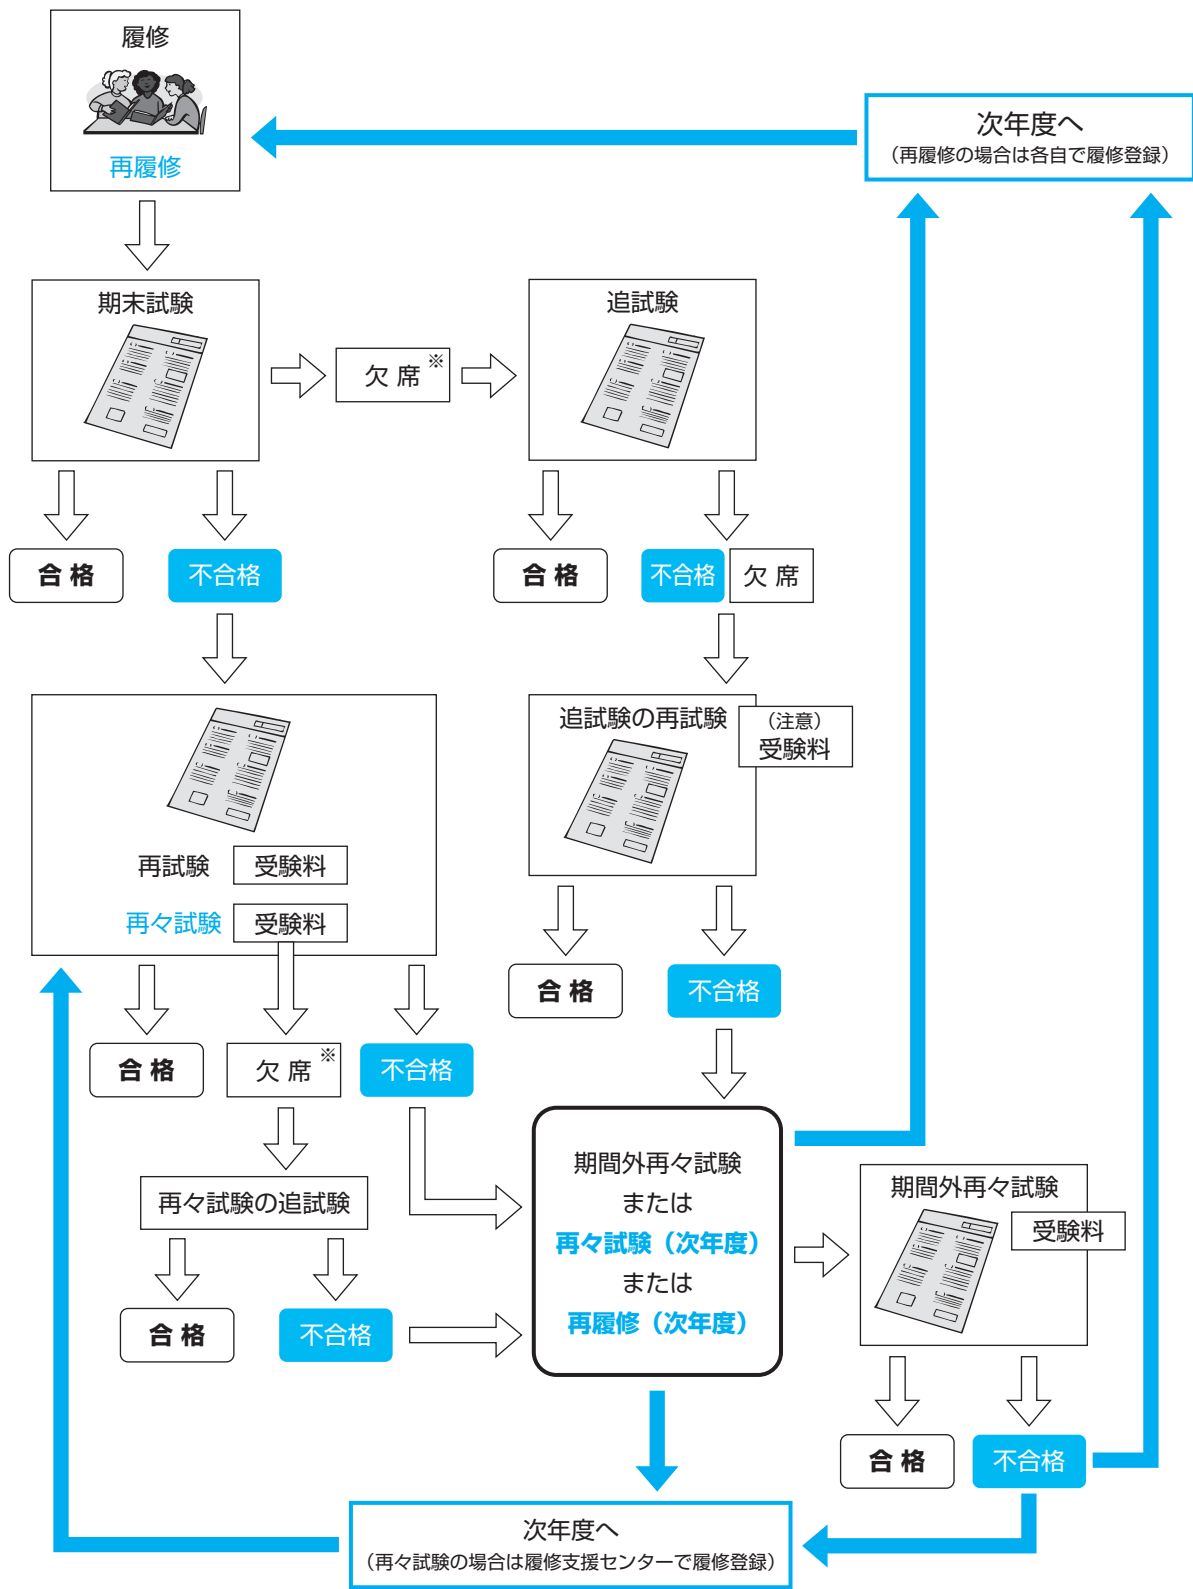 履修
再履修
次年度へ
（再履修の場合は各自で履修登録）
期末試験
欠 席※
追試験
合 格
不合格
合 格
不合格
欠 席
再試験
受験料
再々試験
受験料
追試験の再試験
（注意）
受験料
合 格
不合格
合 格
欠 席※
不合格
再々試験の追試験
合 格
不合格
期間外再々試験
または
再々試験（次年度）
または
再履修（次年度）
期間外再々試験
受験料
合 格
不合格
次年度へ
（再々試験の場合は履修支援センターで履修登録）